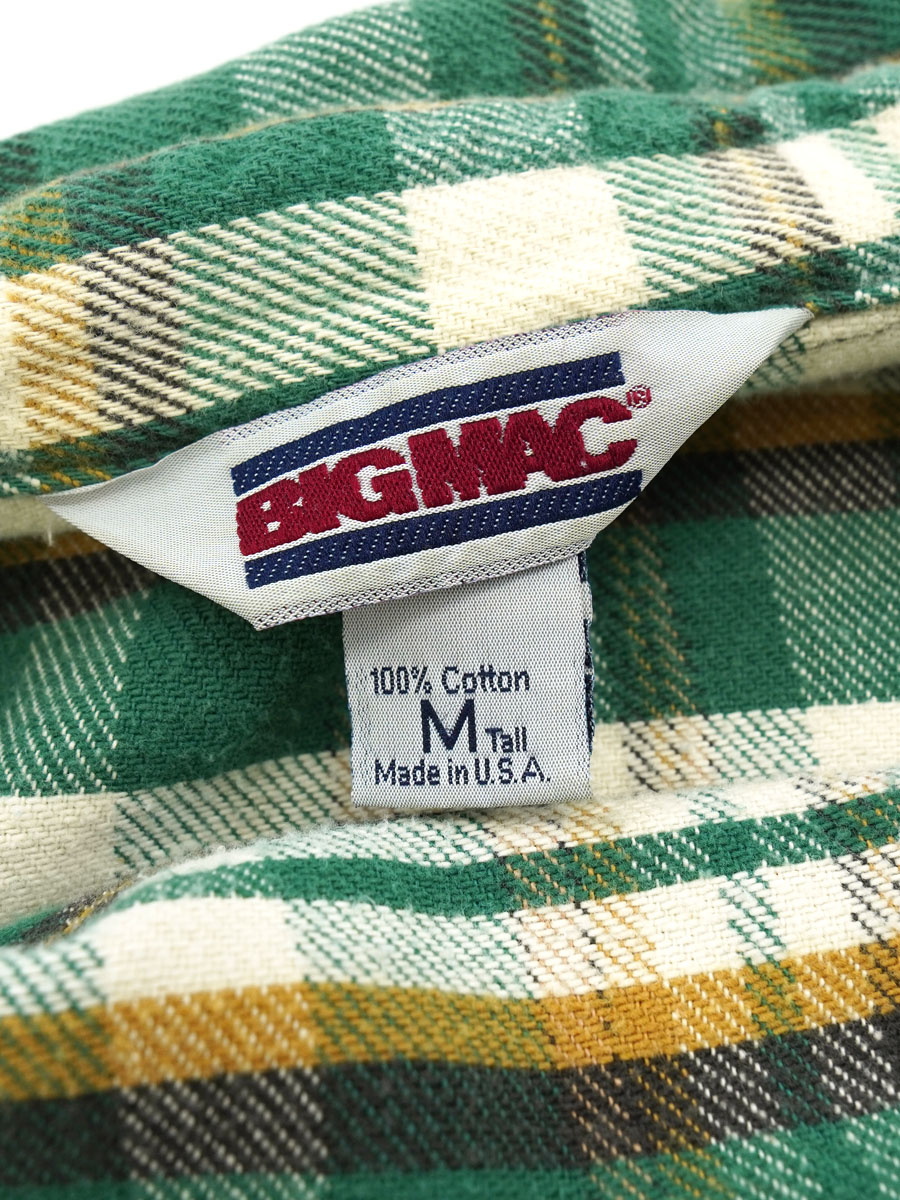 BIG MAC®
100% Cotton
M Tall
Made in U.S.A.